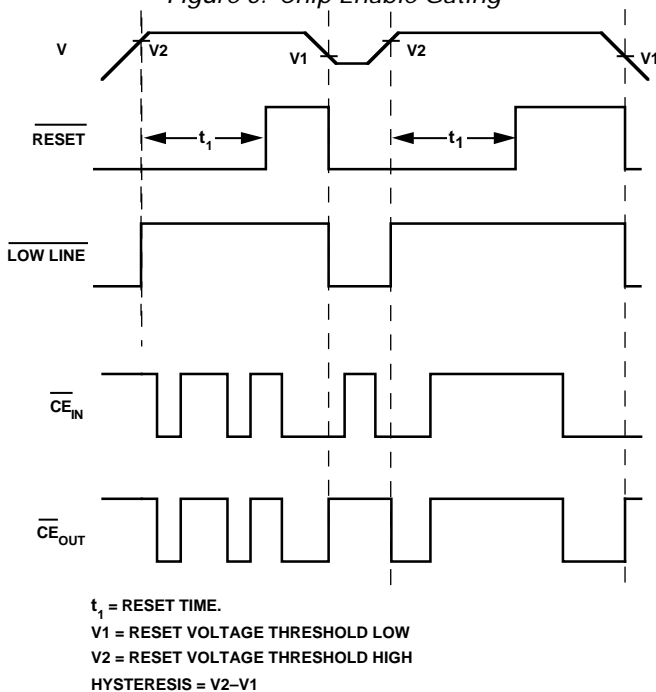 Figure 9. Chip Enable Gating
V V2 V1 V2 V1
RESET t1 t1
LOW LINE
CEIN
CEOUT
t1 = RESET TIME.
V1 = RESET VOLTAGE THRESHOLD LOW
V2 = RESET VOLTAGE THRESHOLD HIGH
HYSTERESIS = V2–V1